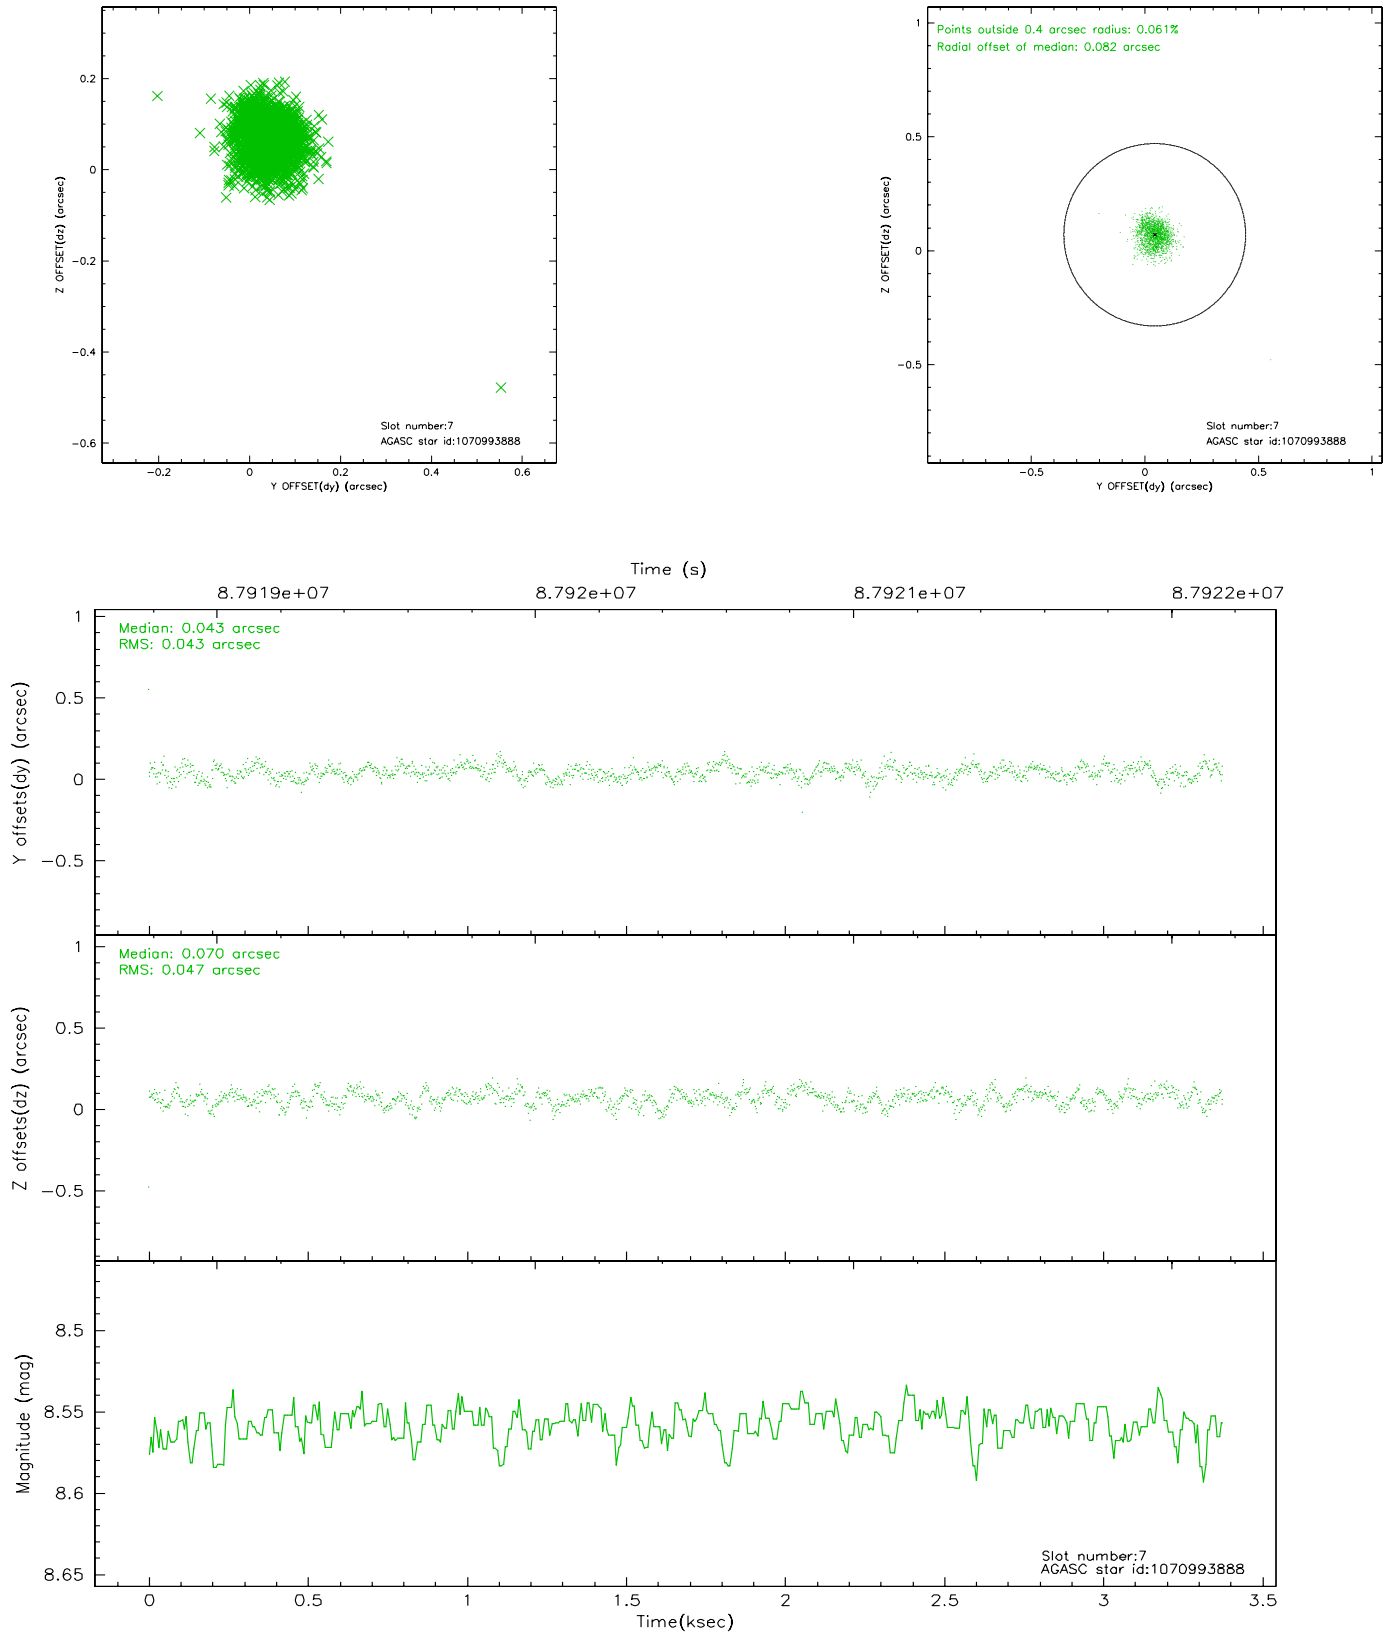 0.2
0
−0.2
−0.4
−0.6
Z OFFSET(dz) (arcsec)
Slot number:7
AGASC star id:1070993888
−0.2 0 0.2 0.4 0.6
Y OFFSET(dy) (arcsec)
Points outside 0.4 arcsec radius: 0.061%
Radial offset of median: 0.082 arcsec
1
0.5
0
−0.5
Z OFFSET(dz) (arcsec)
Slot number:7
AGASC star id:1070993888
−0.5 0 0.5 1
Y OFFSET(dy) (arcsec)
Time (s)
8.7919e+07 8.792e+07 8.7921e+07 8.7922e+07
Median: 0.043 arcsec
RMS: 0.043 arcsec
1
0.5
0
−0.5
Y offsets(dy) (arcsec)
Median: 0.070 arcsec
RMS: 0.047 arcsec
1
0.5
0
−0.5
Z offsets(dz) (arcsec)
8.5
8.55
8.6
8.65
Magnitude (mag)
Slot number:7
AGASC star id:1070993888
0 0.5 1 1.5 2 2.5 3 3.5
Time(ksec)